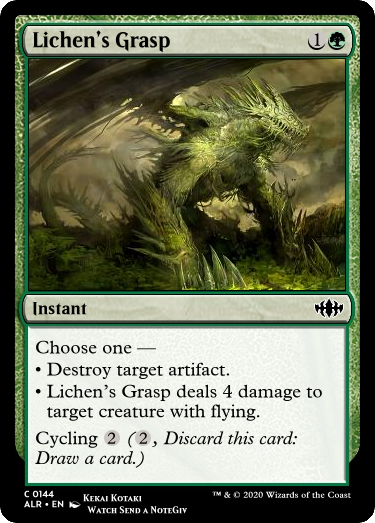 Lichen's Grasp 1
Instant
Choose one —
• Destroy target artifact.
• Lichen's Grasp deals 4 damage to
target creature with flying.
Cycling 2 (2, Discard this card:
Draw a card.)
C 0144
ALR • EN Kekai Kotaki ™ & © 2020 Wizards of the Coast
Watch Send a NoteGiv